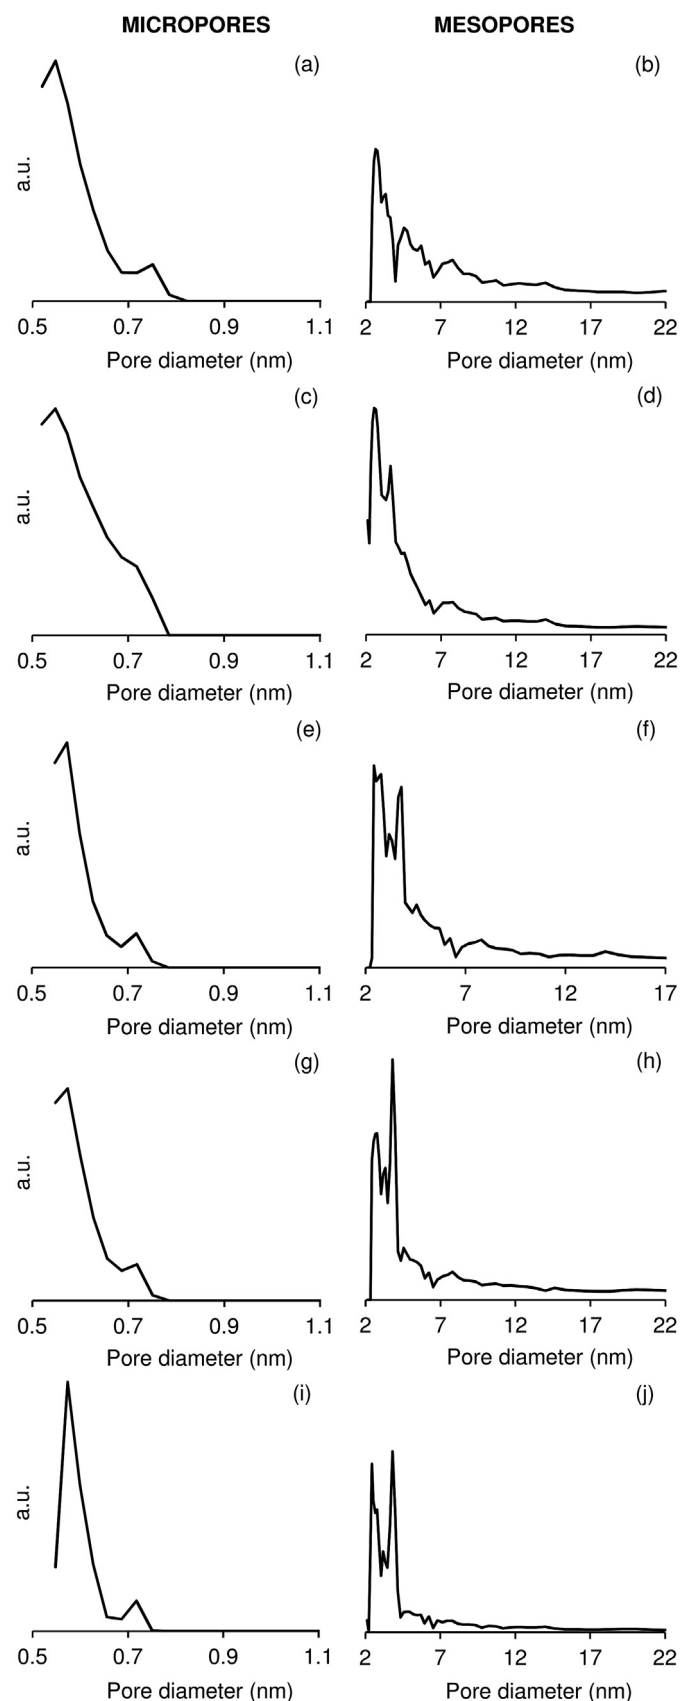 MICROPORES MESOPORES
(a) (b)
a.u.
0.5 0.7 0.9 1.1 2 7 12 17 22
Pore diameter (nm) Pore diameter (nm)
(c) (d)
a.u.
0.5 0.7 0.9 1.1 2 7 12 17 22
Pore diameter (nm) Pore diameter (nm)
(e) (f)
a.u.
0.5 0.7 0.9 1.1 2 7 12 17
Pore diameter (nm) Pore diameter (nm)
(g) (h)
a.u.
0.5 0.7 0.9 1.1 2 7 12 17 22
Pore diameter (nm) Pore diameter (nm)
(i) (j)
a.u.
0.5 0.7 0.9 1.1 2 7 12 17 22
Pore diameter (nm) Pore diameter (nm)